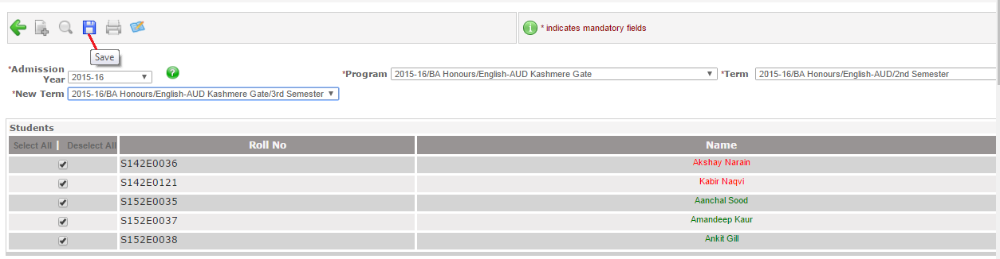 * indicates mandatory fields
Save
*Admission Year 2015-16 *Program 2015-16/BA Honours/English-AUD Kashmere Gate *Term 2015-16/BA Honours/English-AUD/2nd Semester
*New Term 2015-16/BA Honours/English-AUD Kashmere Gate/3rd Semester
Students
Select All | Deselect All Roll No Name
S142E0036 Akshay Narain
S142E0121 Kabir Naqvi
S152E0035 Aanchal Sood
S152E0037 Amandeep Kaur
S152E0038 Ankit Gill